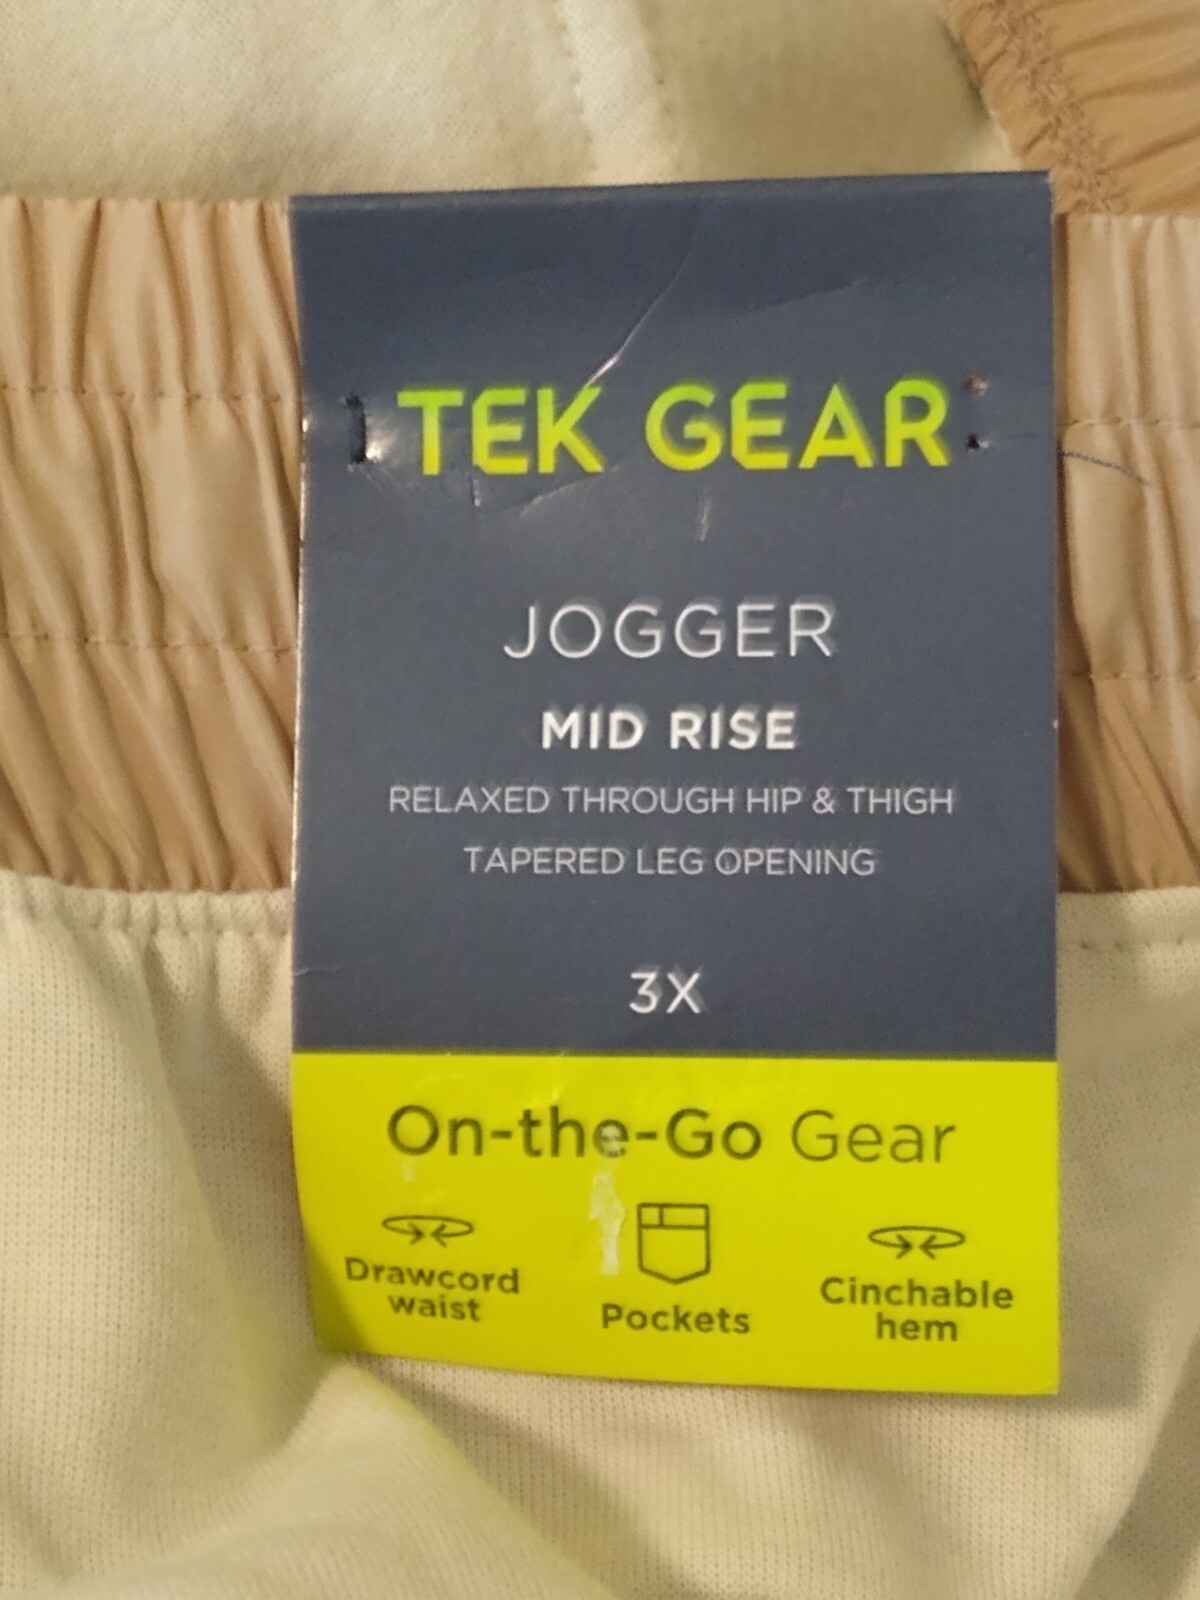 TEK GEAR
JOGGER
MID RISE
RELAXED THROUGH HIP & THIGH
TAPERED LEG OPENING
3X
On-the-Go Gear
Drawcord
waist
Pockets
Cinchable
hem